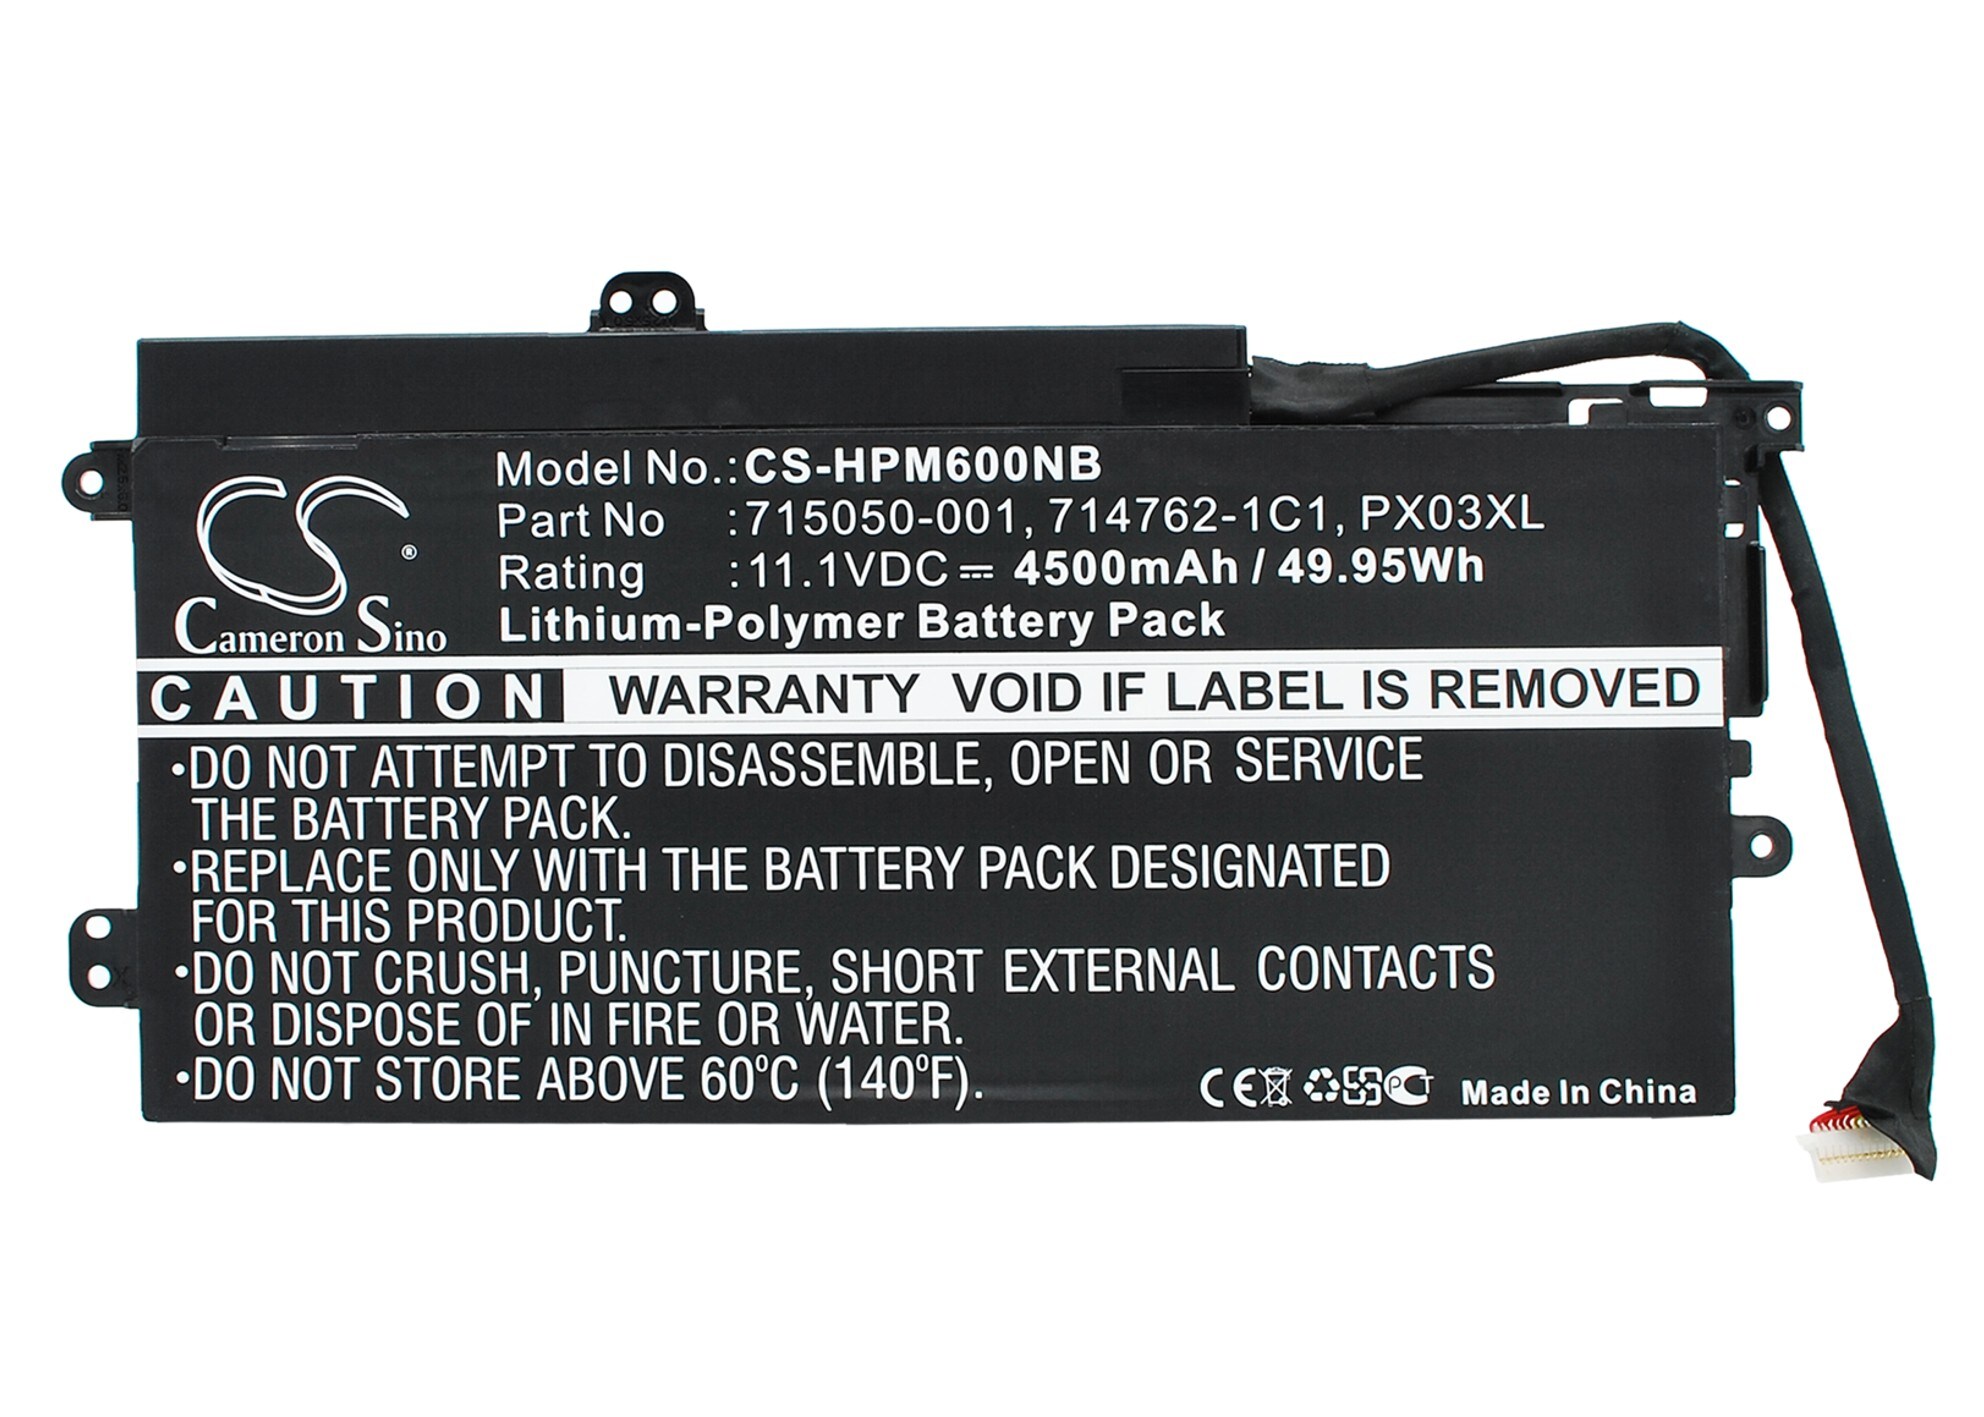 CS®
Cameron Sino
Model No.: CS-HPM600NB
Part No : 715050-001, 714762-1C1, PX03XL
Rating : 11.1VDC ⎓ 4500mAh / 49.95Wh
Lithium-Polymer Battery Pack
CAUTION WARRANTY VOID IF LABEL IS REMOVED
•DO NOT ATTEMPT TO DISASSEMBLE, OPEN OR SERVICE
THE BATTERY PACK.
•REPLACE ONLY WITH THE BATTERY PACK DESIGNATED
FOR THIS PRODUCT.
•DO NOT CRUSH, PUNCTURE, SHORT EXTERNAL CONTACTS
OR DISPOSE OF IN FIRE OR WATER.
•DO NOT STORE ABOVE 60°C (140°F).
CE PCT Made In China